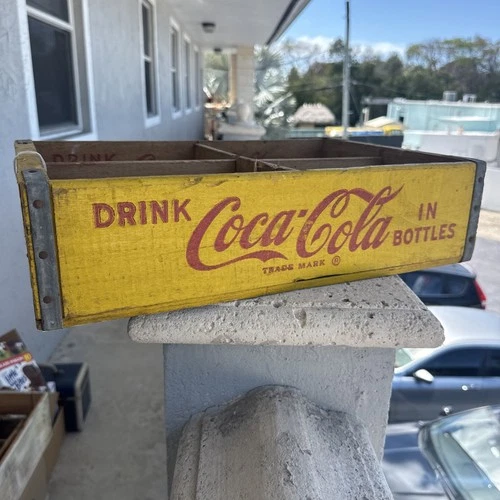 DRINK
DRINK Coca-Cola IN
BOTTLES
TRADE MARK ®